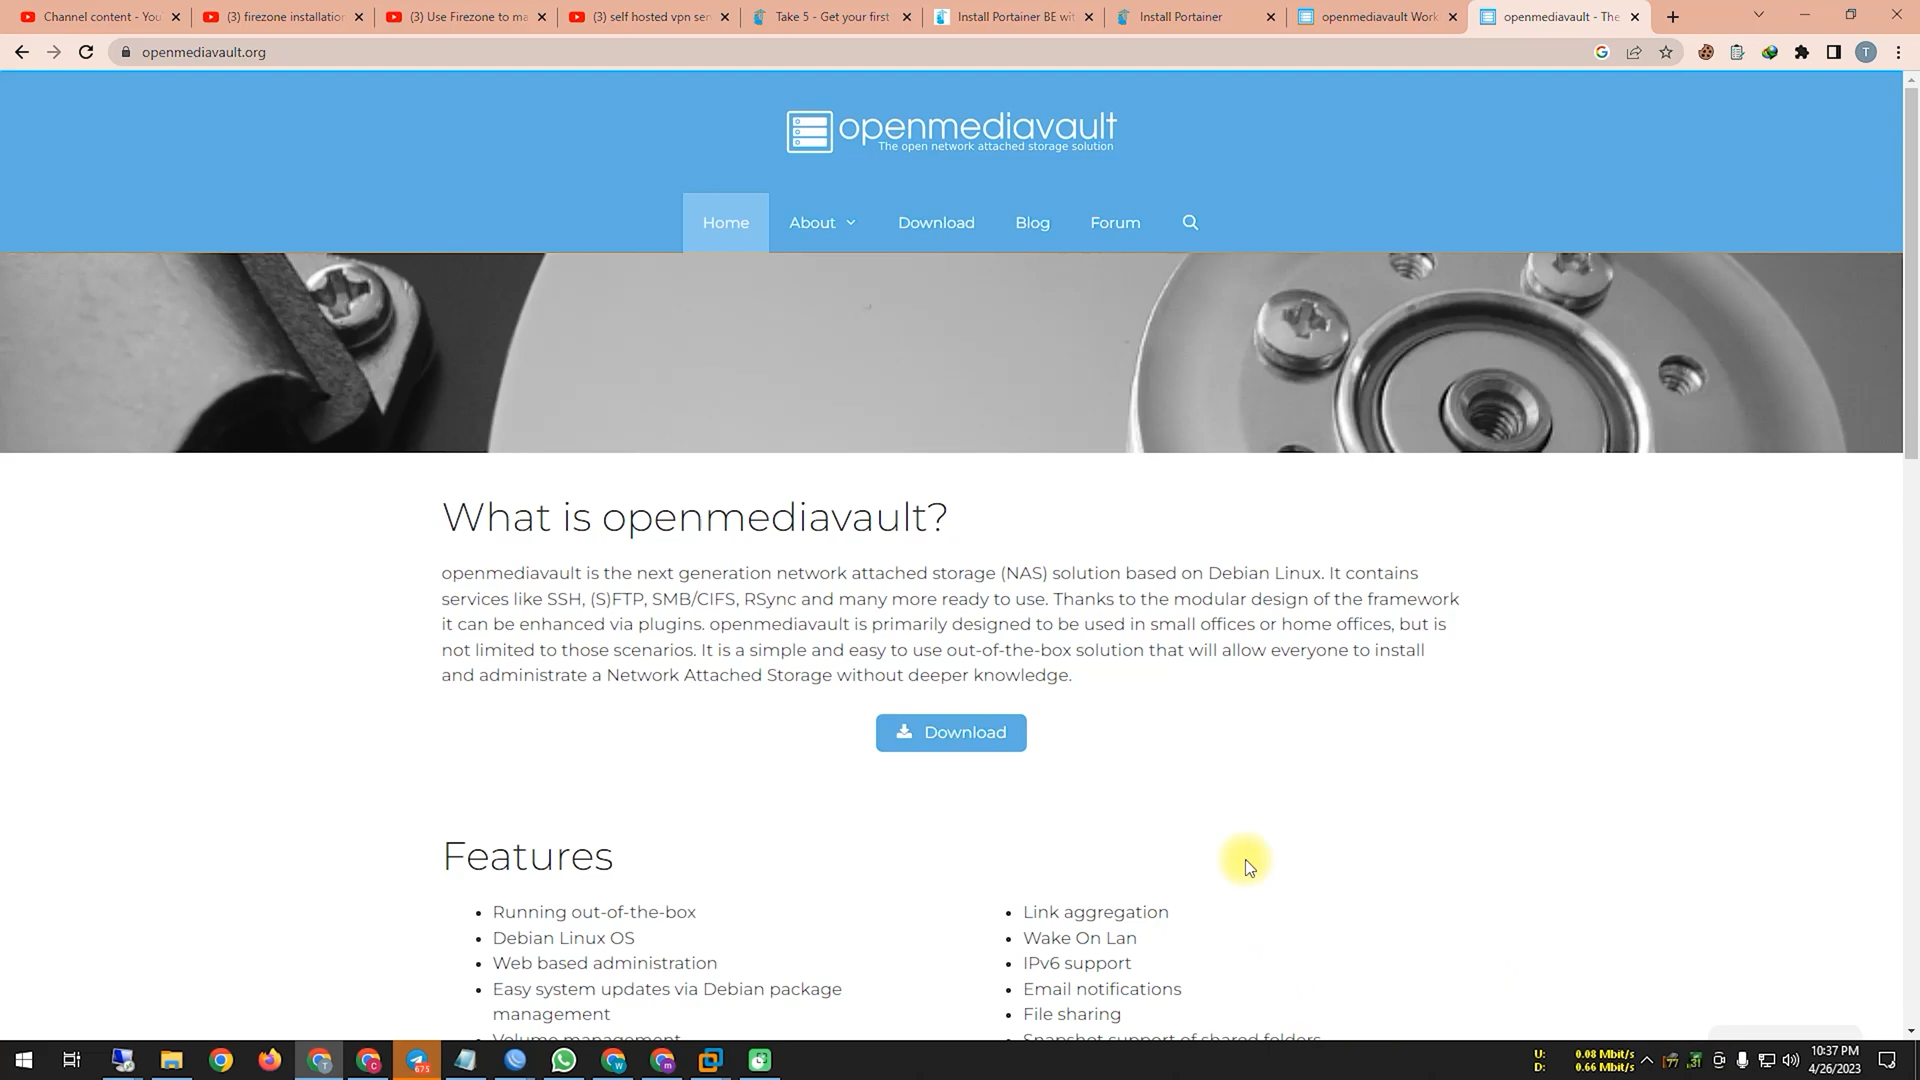 Channel content - You
(3) firezone installation
(3) Use Firezone to ma
(3) self hosted vpn ser
Take 5 - Get your first
Install Portainer BE wit
Install Portainer
openmediavault Work
openmediavault - The
openmediavault.org
T
openmediavault
The open network attached storage solution
Home
About
Download
Blog
Forum
What is openmediavault?
openmediavault is the next generation network attached storage (NAS) solution based on Debian Linux. It contains
services like SSH, (S)FTP, SMB/CIFS, RSync and many more ready to use. Thanks to the modular design of the framework
it can be enhanced via plugins. openmediavault is primarily designed to be used in small offices or home offices, but is
not limited to those scenarios. It is a simple and easy to use out-of-the-box solution that will allow everyone to install
and administrate a Network Attached Storage without deeper knowledge.
Download
Features
Running out-of-the-box
Debian Linux OS
Web based administration
Easy system updates via Debian package
management
Volume management
Link aggregation
Wake On Lan
IPv6 support
Email notifications
File sharing
Snapshot support of shared folders
675
U: 0.08 Mbit/s
D: 0.66 Mbit/s
10:37 PM
4/26/2023